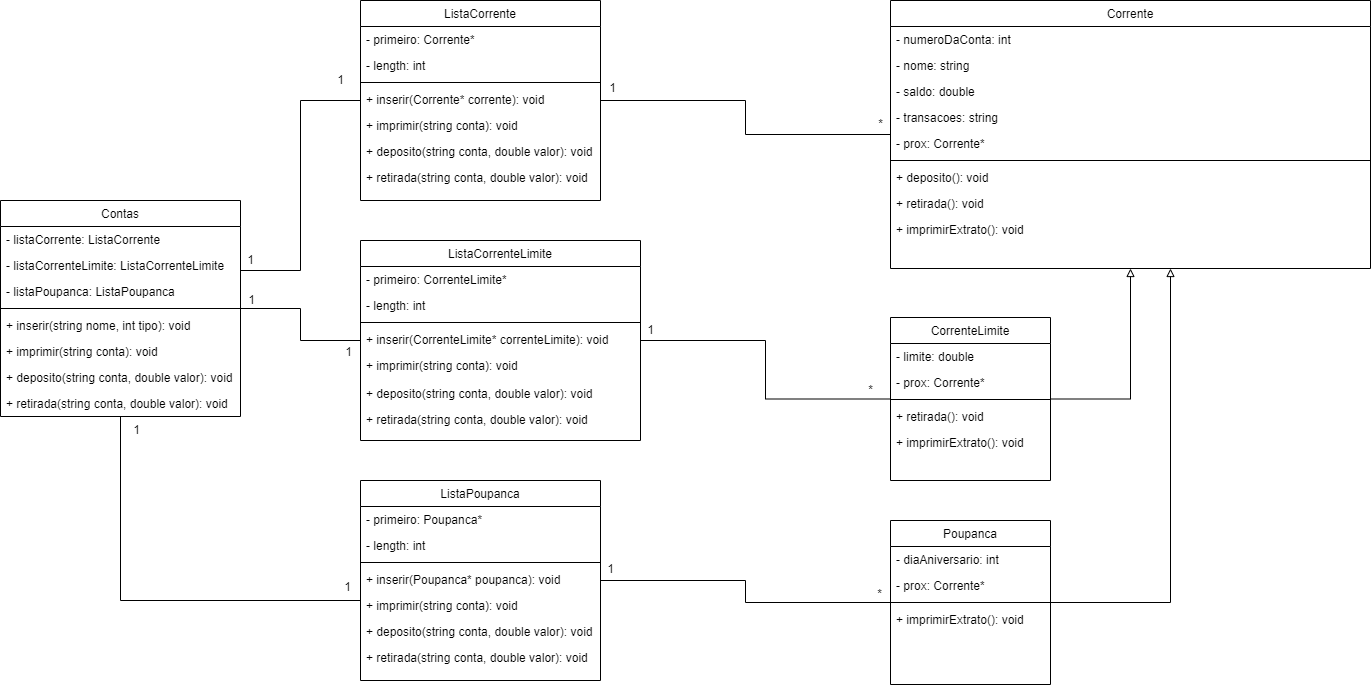 ListaCorrente
- primeiro: Corrente*
- length: int
+ inserir(Corrente* corrente): void
+ imprimir(string conta): void
+ deposito(string conta, double valor): void
+ retirada(string conta, double valor): void
Corrente
- numeroDaConta: int
- nome: string
- saldo: double
- transacoes: string
- prox: Corrente*
+ deposito(): void
+ retirada(): void
+ imprimirExtrato(): void
1
1
*
Contas
- listaCorrente: ListaCorrente
- listaCorrenteLimite: ListaCorrenteLimite
- listaPoupanca: ListaPoupanca
+ inserir(string nome, int tipo): void
+ imprimir(string conta): void
+ deposito(string conta, double valor): void
+ retirada(string conta, double valor): void
1
1
1
1
ListaCorrenteLimite
- primeiro: CorrenteLimite*
- length: int
+ inserir(CorrenteLimite* correnteLimite): void
+ imprimir(string conta): void
+ deposito(string conta, double valor): void
+ retirada(string conta, double valor): void
1
*
CorrenteLimite
- limite: double
- prox: Corrente*
+ retirada(): void
+ imprimirExtrato(): void
ListaPoupanca
- primeiro: Poupanca*
- length: int
+ inserir(Poupanca* poupanca): void
+ imprimir(string conta): void
+ deposito(string conta, double valor): void
+ retirada(string conta, double valor): void
1
1
*
Poupanca
- diaAniversario: int
- prox: Corrente*
+ imprimirExtrato(): void